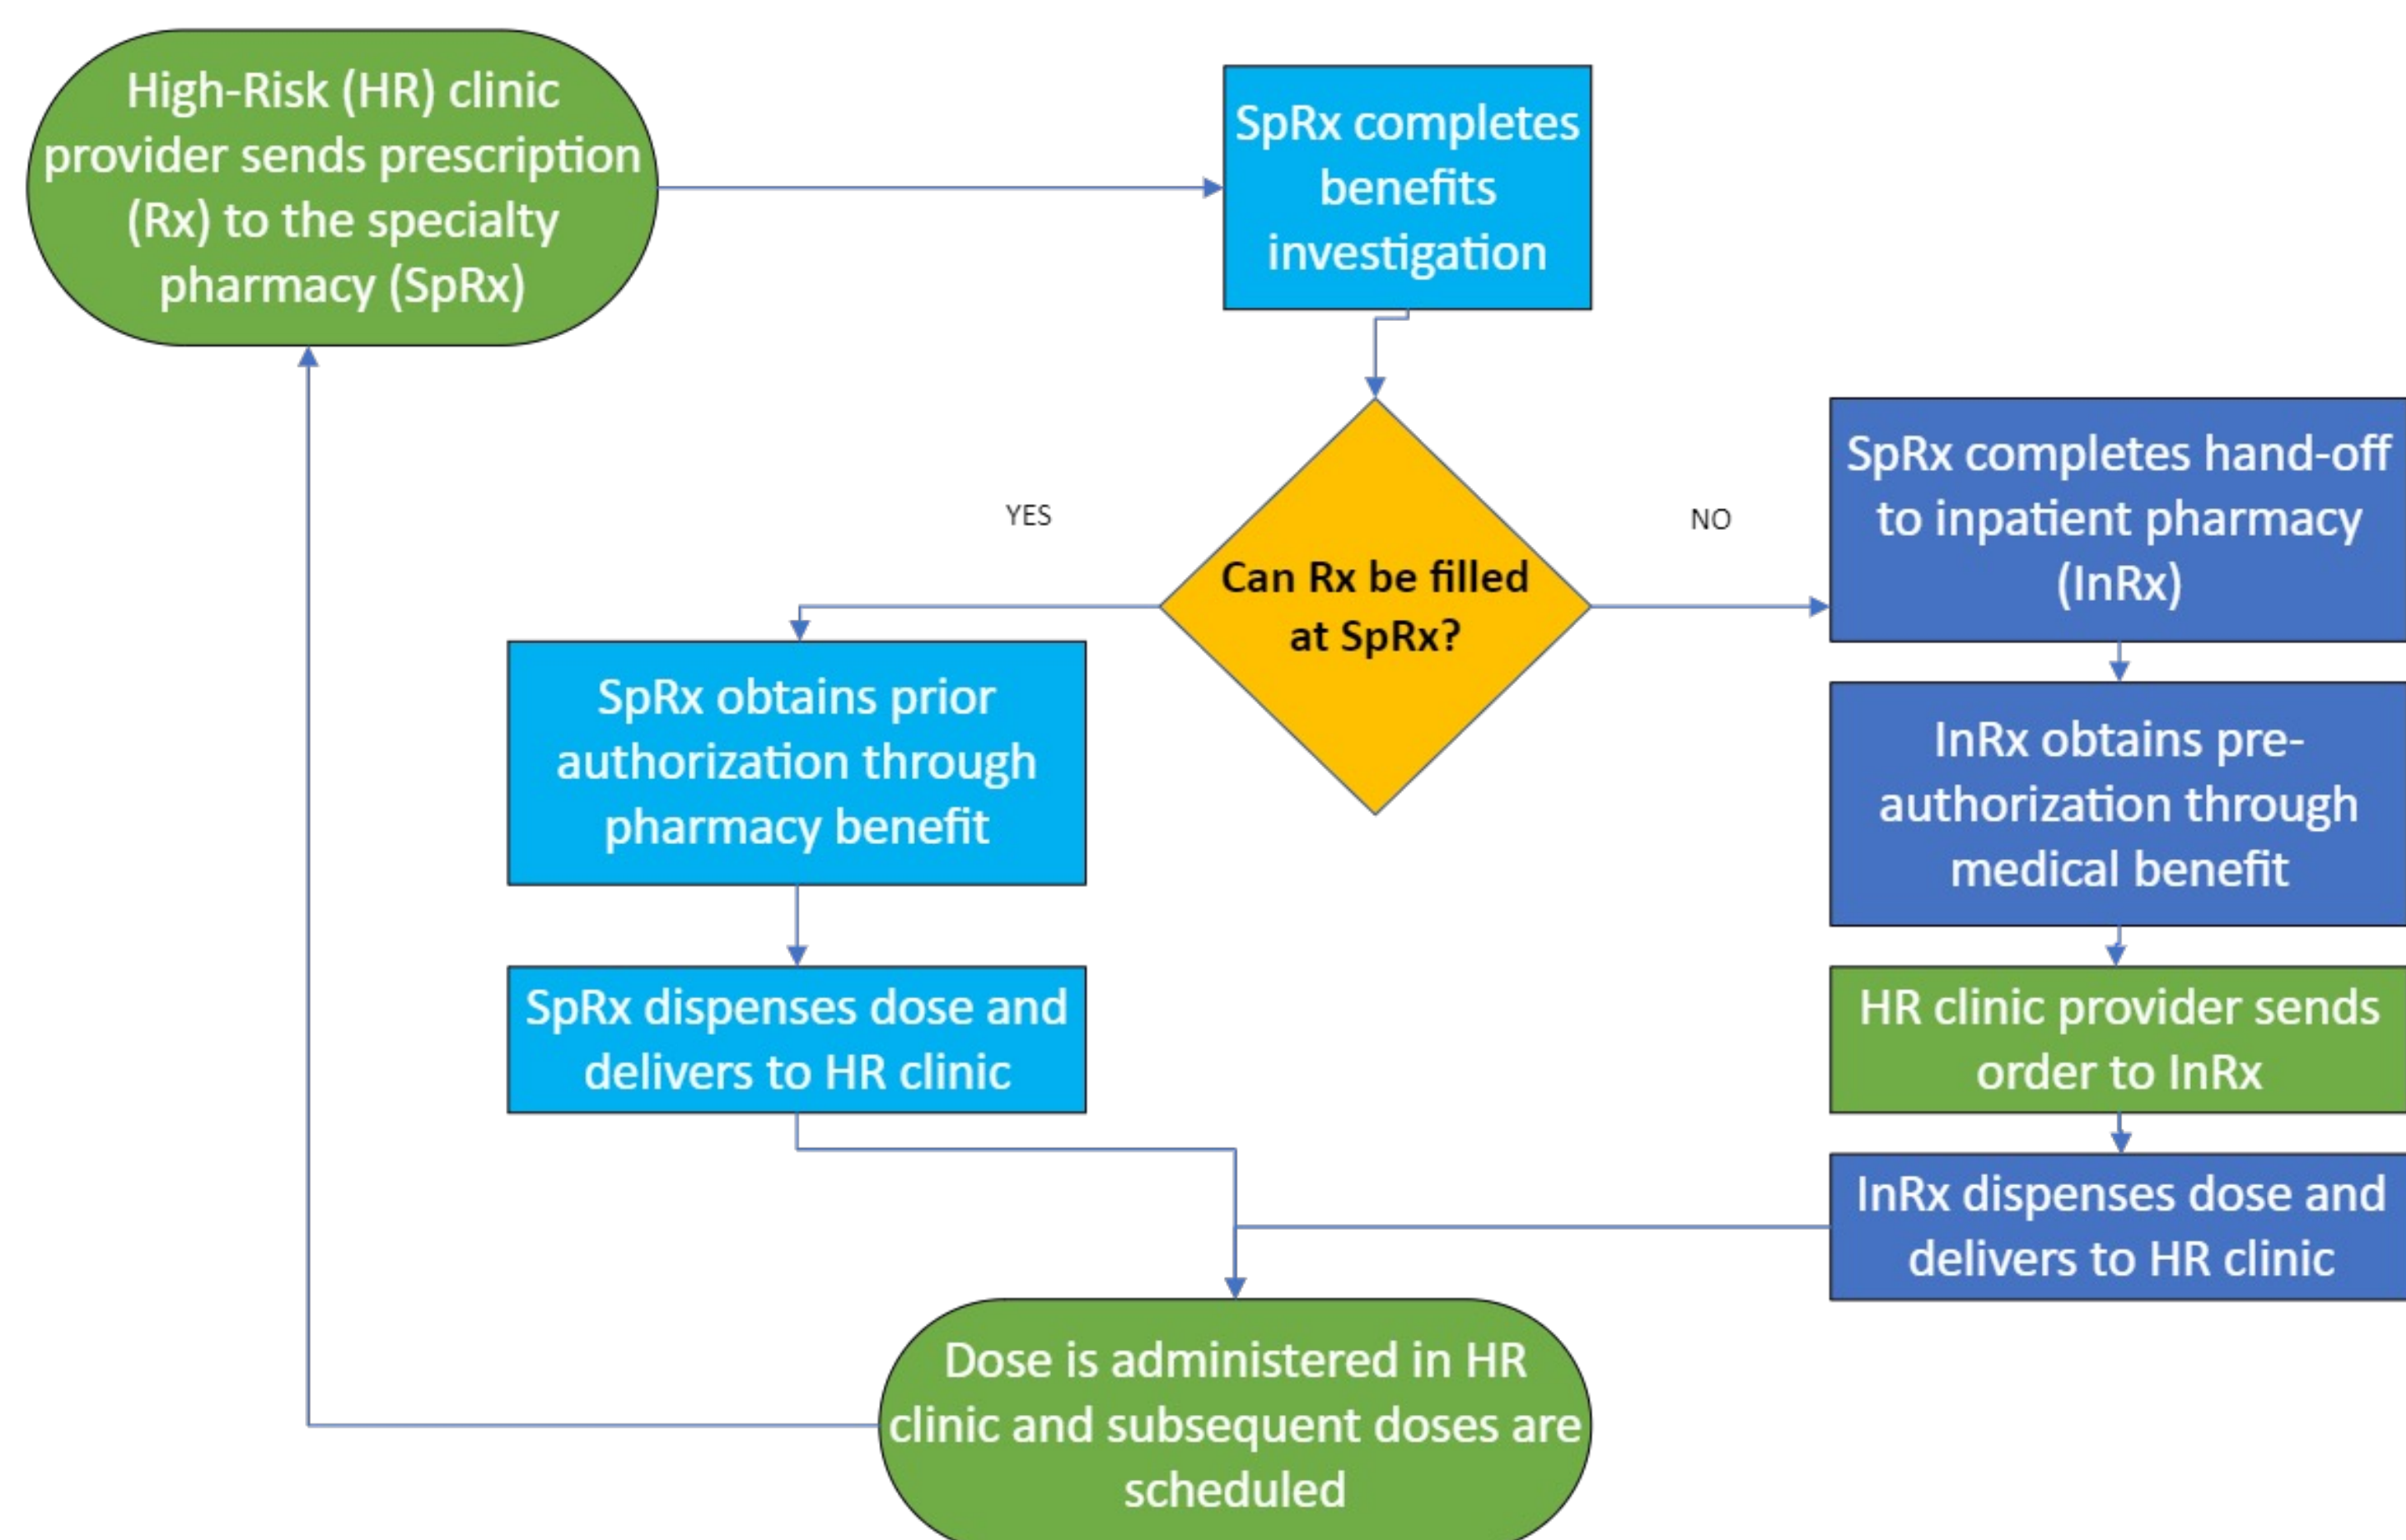 High-Risk (HR) clinic
provider sends prescription
(Rx) to the specialty
pharmacy (SpRx)
SpRx completes
benefits
investigation
Can Rx be filled
at SpRx?
YES
NO
SpRx obtains prior
authorization through
pharmacy benefit
SpRx dispenses dose and
delivers to HR clinic
SpRx completes hand-off
to inpatient pharmacy
(InRx)
InRx obtains pre-
authorization through
medical benefit
HR clinic provider sends
order to InRx
InRx dispenses dose and
delivers to HR clinic
Dose is administered in HR
clinic and subsequent doses are
scheduled